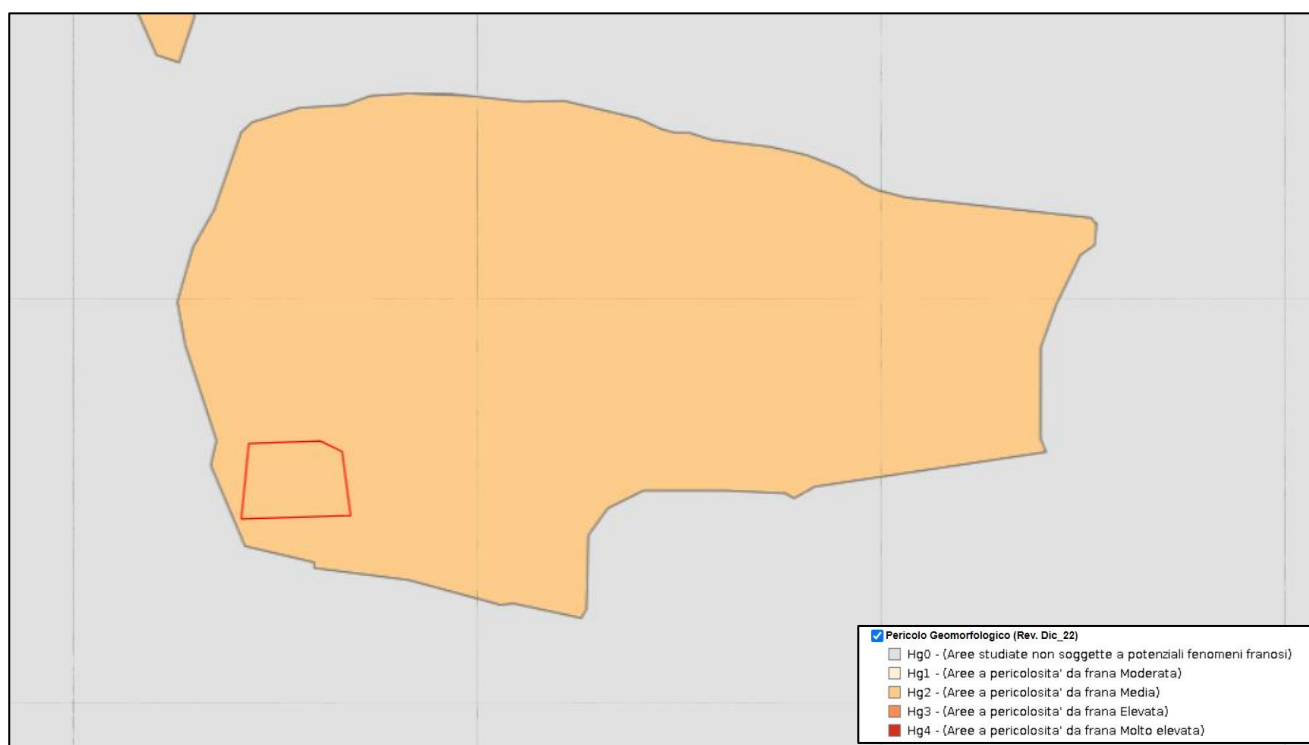 Pericolo Geomorfologico (Rev. Dic_22)
Hg0 - (Aree studiate non soggette a potenziali fenomeni franosi)
Hg1 - (Aree a pericolosita' da frana Moderata)
Hg2 - (Aree a pericolosita' da frana Media)
Hg3 - (Aree a pericolosita' da frana Elevata)
Hg4 - (Aree a pericolosita' da frana Molto elevata)